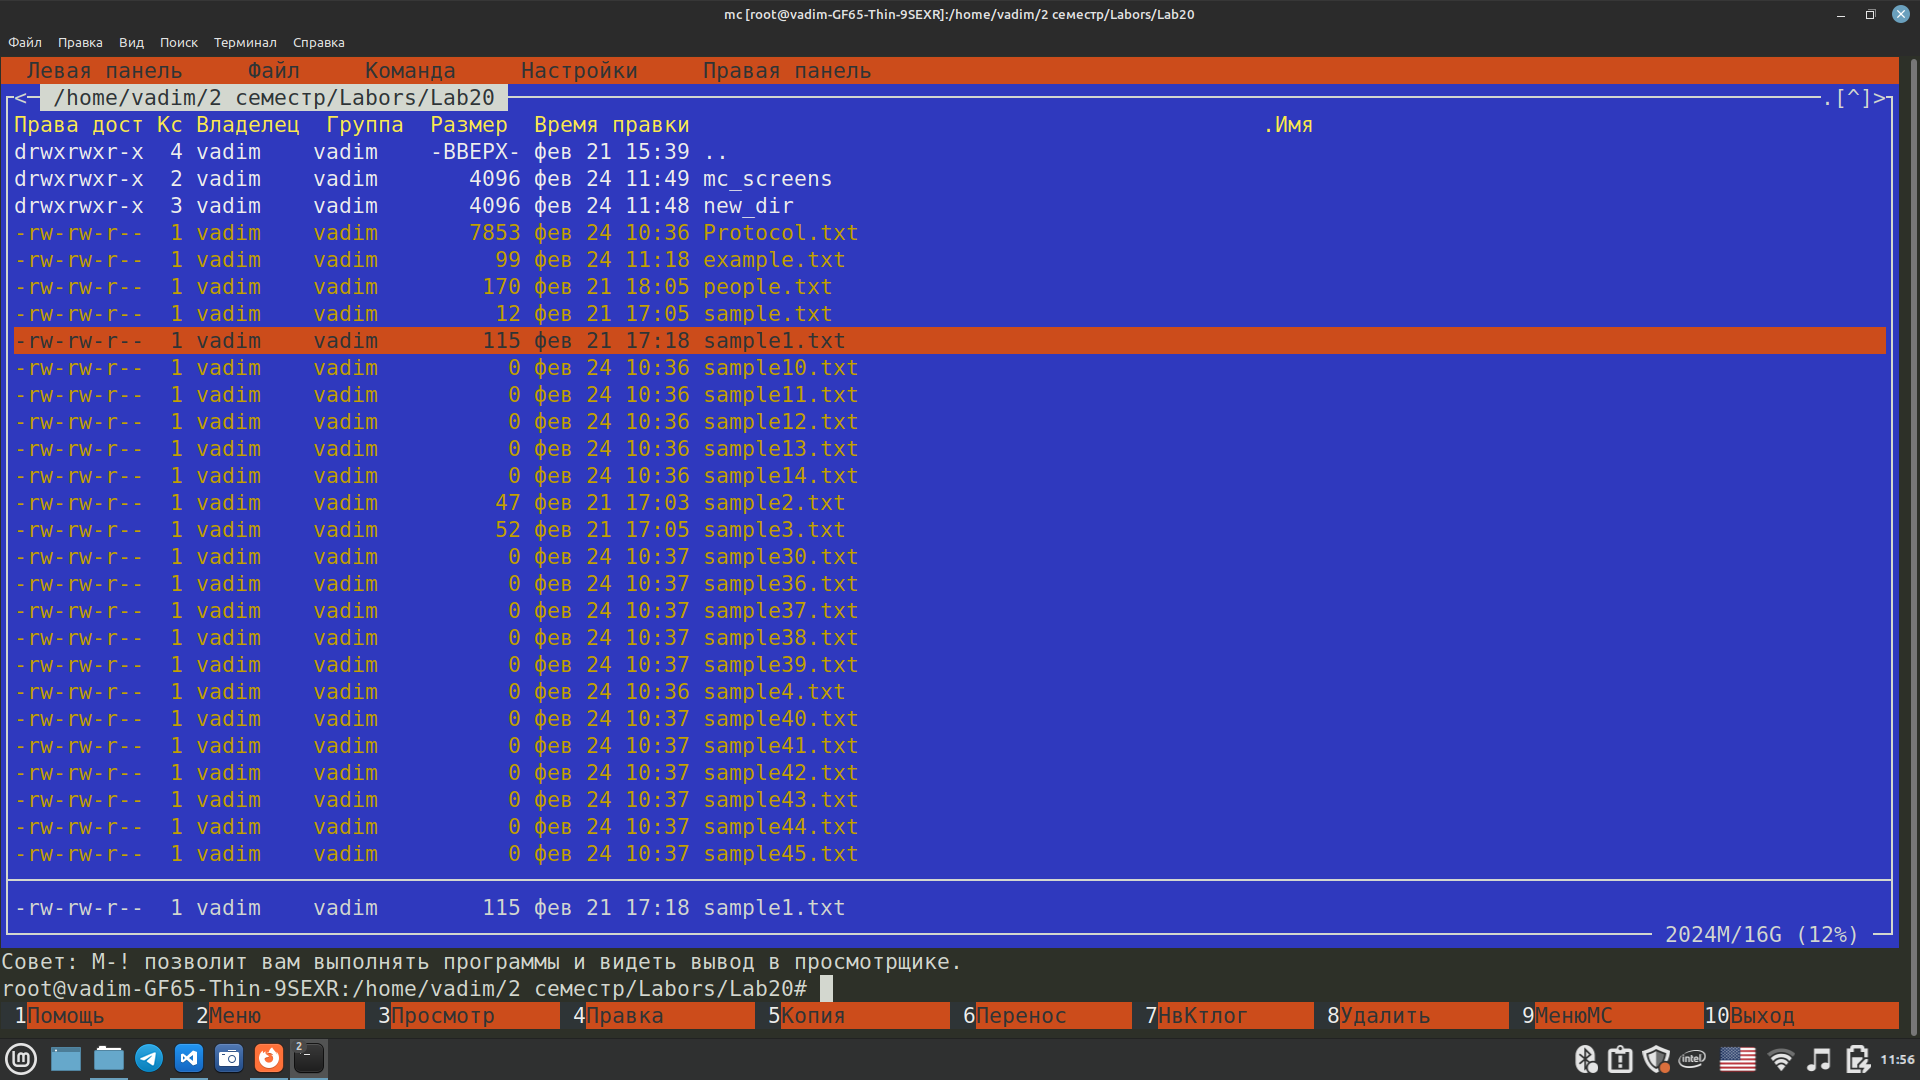 mc [root@vadim-GF65-Thin-9SEXR]:/home/vadim/2 семестр/Labors/Lab20
Файл Правка Вид Поиск Терминал Справка
Левая панель Файл Команда Настройки Правая панель
<─ /home/vadim/2 семестр/Labors/Lab20 .[^]>
Права дост Кс Владелец Группа Размер Время правки .Имя
drwxrwxr-x 4 vadim vadim -ВВЕРХ- фев 21 15:39 ..
drwxrwxr-x 2 vadim vadim 4096 фев 24 11:49 mc_screens
drwxrwxr-x 3 vadim vadim 4096 фев 24 11:48 new_dir
-rw-rw-r-- 1 vadim vadim 7853 фев 24 10:36 Protocol.txt
-rw-rw-r-- 1 vadim vadim 99 фев 24 11:18 example.txt
-rw-rw-r-- 1 vadim vadim 170 фев 21 18:05 people.txt
-rw-rw-r-- 1 vadim vadim 12 фев 21 17:05 sample.txt
-rw-rw-r-- 1 vadim vadim 115 фев 21 17:18 sample1.txt
-rw-rw-r-- 1 vadim vadim 0 фев 24 10:36 sample10.txt
-rw-rw-r-- 1 vadim vadim 0 фев 24 10:36 sample11.txt
-rw-rw-r-- 1 vadim vadim 0 фев 24 10:36 sample12.txt
-rw-rw-r-- 1 vadim vadim 0 фев 24 10:36 sample13.txt
-rw-rw-r-- 1 vadim vadim 0 фев 24 10:36 sample14.txt
-rw-rw-r-- 1 vadim vadim 47 фев 21 17:03 sample2.txt
-rw-rw-r-- 1 vadim vadim 52 фев 21 17:05 sample3.txt
-rw-rw-r-- 1 vadim vadim 0 фев 24 10:37 sample30.txt
-rw-rw-r-- 1 vadim vadim 0 фев 24 10:37 sample36.txt
-rw-rw-r-- 1 vadim vadim 0 фев 24 10:37 sample37.txt
-rw-rw-r-- 1 vadim vadim 0 фев 24 10:37 sample38.txt
-rw-rw-r-- 1 vadim vadim 0 фев 24 10:37 sample39.txt
-rw-rw-r-- 1 vadim vadim 0 фев 24 10:36 sample4.txt
-rw-rw-r-- 1 vadim vadim 0 фев 24 10:37 sample40.txt
-rw-rw-r-- 1 vadim vadim 0 фев 24 10:37 sample41.txt
-rw-rw-r-- 1 vadim vadim 0 фев 24 10:37 sample42.txt
-rw-rw-r-- 1 vadim vadim 0 фев 24 10:37 sample43.txt
-rw-rw-r-- 1 vadim vadim 0 фев 24 10:37 sample44.txt
-rw-rw-r-- 1 vadim vadim 0 фев 24 10:37 sample45.txt
-rw-rw-r-- 1 vadim vadim 115 фев 21 17:18 sample1.txt
2024M/16G (12%)
Совет: M-! позволит вам выполнять программы и видеть вывод в просмотрщике.
root@vadim-GF65-Thin-9SEXR:/home/vadim/2 семестр/Labors/Lab20#
1Помощь 2Меню 3Просмотр 4Правка 5Копия 6Перенос 7НвКтлог 8Удалить 9МенюМС 10Выход
2
intel
11:56